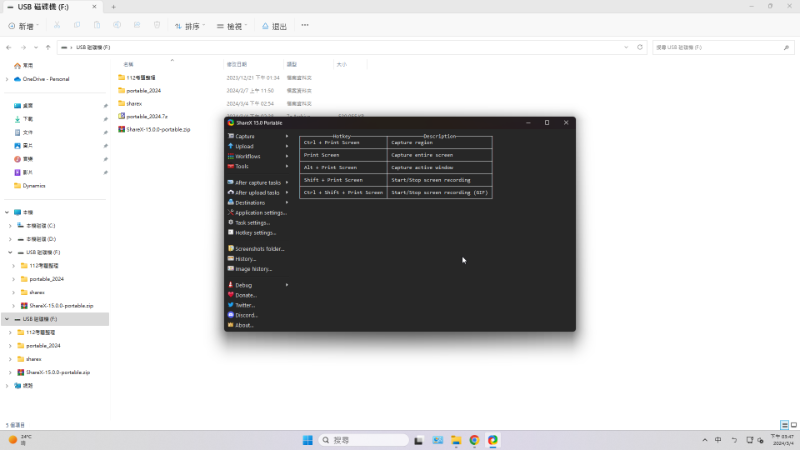 USB 磁碟機 (F:)
新增
排序
檢視
退出
USB 磁碟機 (F:)
搜尋 USB 磁碟機 (F:)
常用
OneDrive - Personal
桌面
下載
文件
圖片
音樂
影片
Dynamics
本機
本機磁碟 (C:)
本機磁碟 (D:)
USB 磁碟機 (F:)
112考題整理
portable_2024
sharex
ShareX-15.0.0-portable.zip
USB 磁碟機 (F:)
112考題整理
portable_2024
sharex
ShareX-15.0.0-portable.zip
網路
名稱
修改日期
類型
大小
112考題整理
2023/12/21 下午 01:34
檔案資料夾
portable_2024
2024/2/7 上午 11:50
檔案資料夾
sharex
2024/3/4 下午 02:54
檔案資料夾
portable_2024.7z
ShareX-15.0.0-portable.zip
ShareX 15.0 Portable
Capture
Upload
Workflows
Tools
After capture tasks
After upload tasks
Destinations
Application settings...
Task settings...
Hotkey settings...
Screenshots folder...
History...
Image history...
Debug
Donate...
Twitter...
Discord...
About...
Hotkey
Description
Ctrl + Print Screen
Capture region
Print Screen
Capture entire screen
Alt + Print Screen
Capture active window
Shift + Print Screen
Start/Stop screen recording
Ctrl + Shift + Print Screen
Start/Stop screen recording (GIF)
5 個項目
24°C
搜尋
中
下午 03:47
2024/3/4